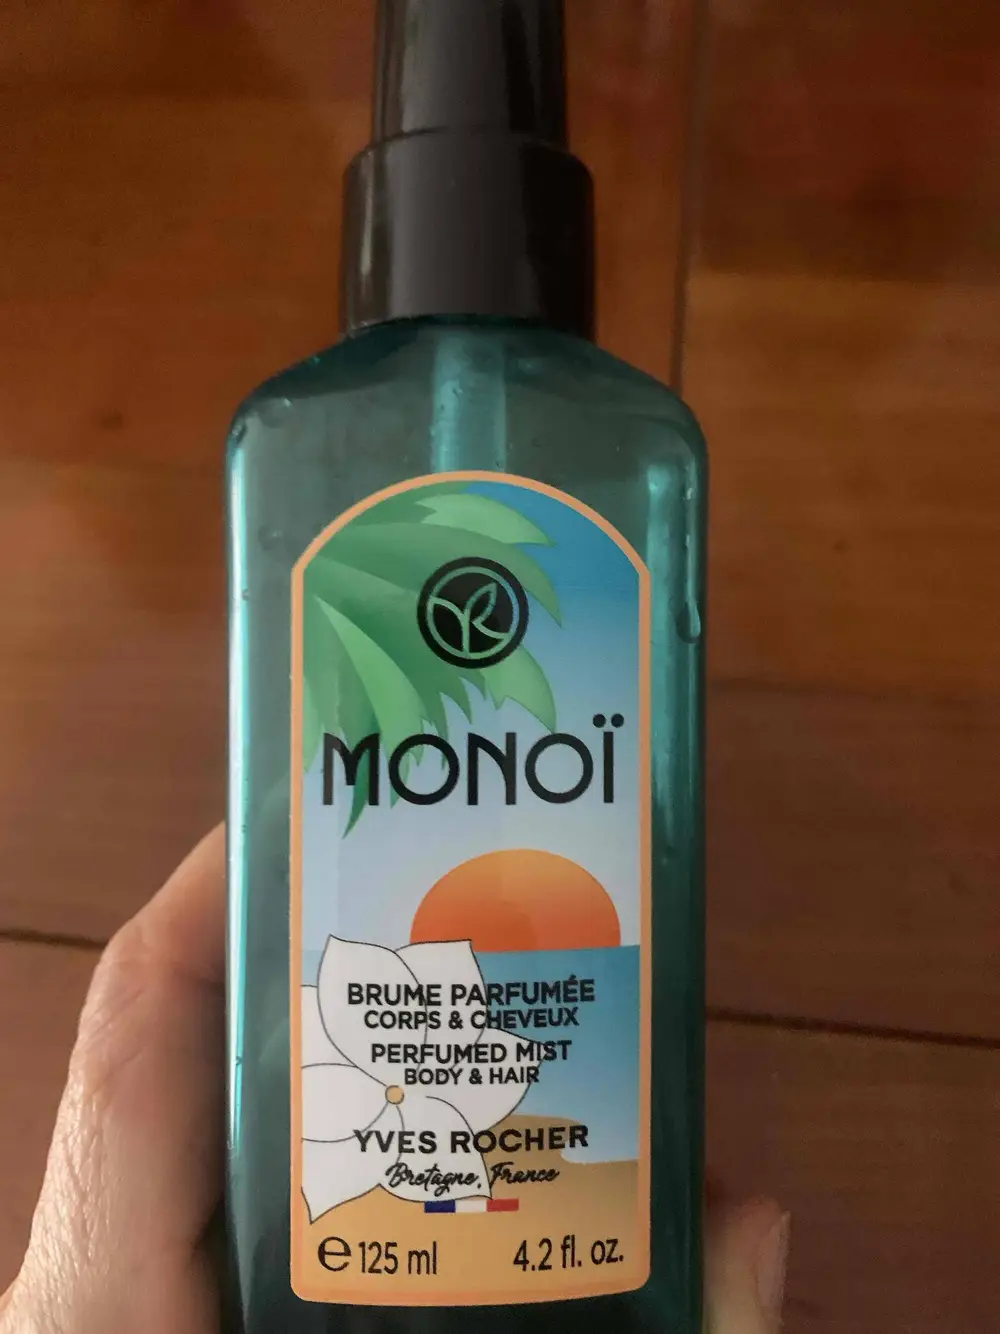 YR
MONOÏ
BRUME PARFUMÉE
CORPS & CHEVEUX
PERFUMED MIST
BODY & HAIR
YVES ROCHER
Bretagne, France
℮ 125 ml 4.2 fl. oz.